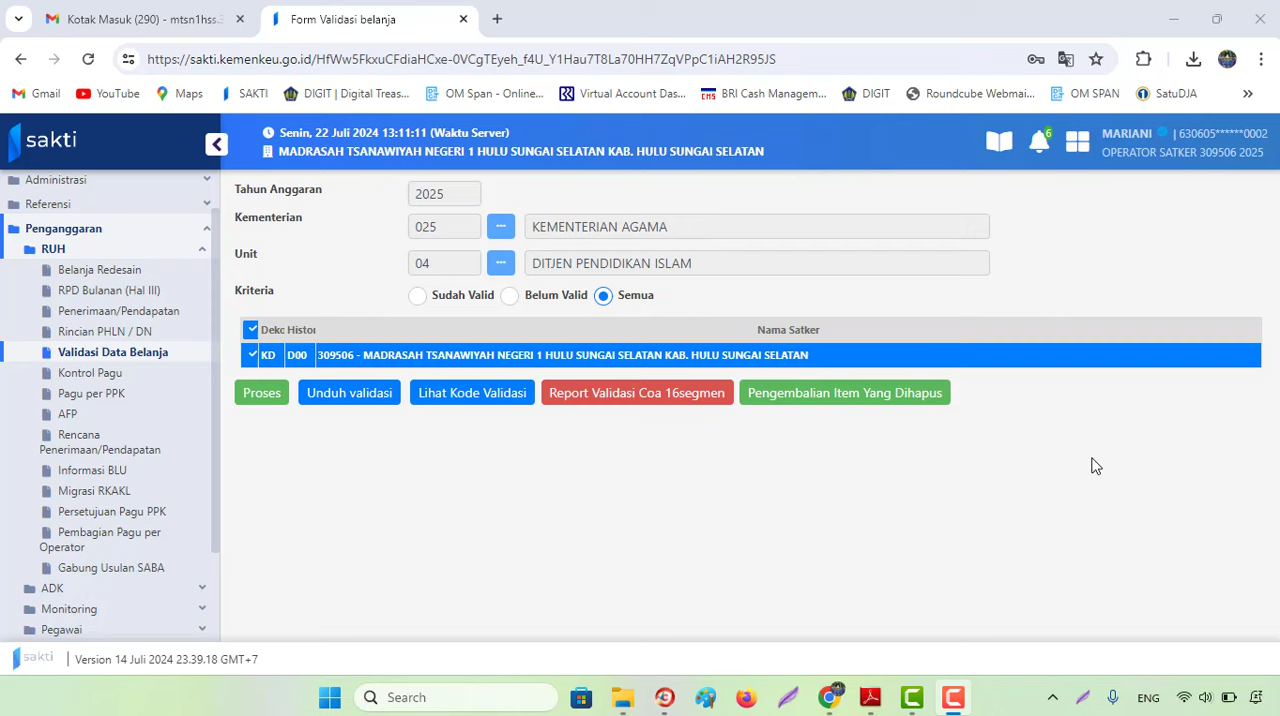 Kotak Masuk (290) - mtsn1hss.
Form Validasi belanja
https://sakti.kemenkeu.go.id/HfWw5FkxuCFdiaHCxe-0VCgTEyeh_f4U_Y1Hau7T8La70HH7ZqVPpC1iAH2R95JS
Gmail
YouTube
Maps
SAKTI
DIGIT | Digital Treas...
OM Span - Online...
Virtual Account Das...
BRI Cash Managem...
DIGIT
Roundcube Webmai...
OM SPAN
SatuDJA
sakti
Senin, 22 Juli 2024 13:11:11 (Waktu Server)
MADRASAH TSANAWIYAH NEGERI 1 HULU SUNGAI SELATAN KAB. HULU SUNGAI SELATAN
6
MARIANI | 630605******0002
OPERATOR SATKER 309506 2025
Administrasi
Referensi
Penganggaran
RUH
Belanja Redesain
RPD Bulanan (Hal III)
Penerimaan/Pendapatan
Rincian PHLN / DN
Validasi Data Belanja
Kontrol Pagu
Pagu per PPK
AFP
Rencana
Penerimaan/Pendapatan
Informasi BLU
Migrasi RKAKL
Persetujuan Pagu PPK
Pembagian Pagu per
Operator
Gabung Usulan SABA
ADK
Monitoring
Pegawai
Tahun Anggaran
2025
Kementerian
025
KEMENTERIAN AGAMA
Unit
04
DITJEN PENDIDIKAN ISLAM
Kriteria
Sudah Valid
Belum Valid
Semua
Nama Satker
KD D00 309506 - MADRASAH TSANAWIYAH NEGERI 1 HULU SUNGAI SELATAN KAB. HULU SUNGAI SELATAN
Proses
Unduh validasi
Lihat Kode Validasi
Report Validasi Coa 16segmen
Pengembalian Item Yang Dihapus
sakti
Version 14 Juli 2024 23.39.18 GMT+7
Search
ENG